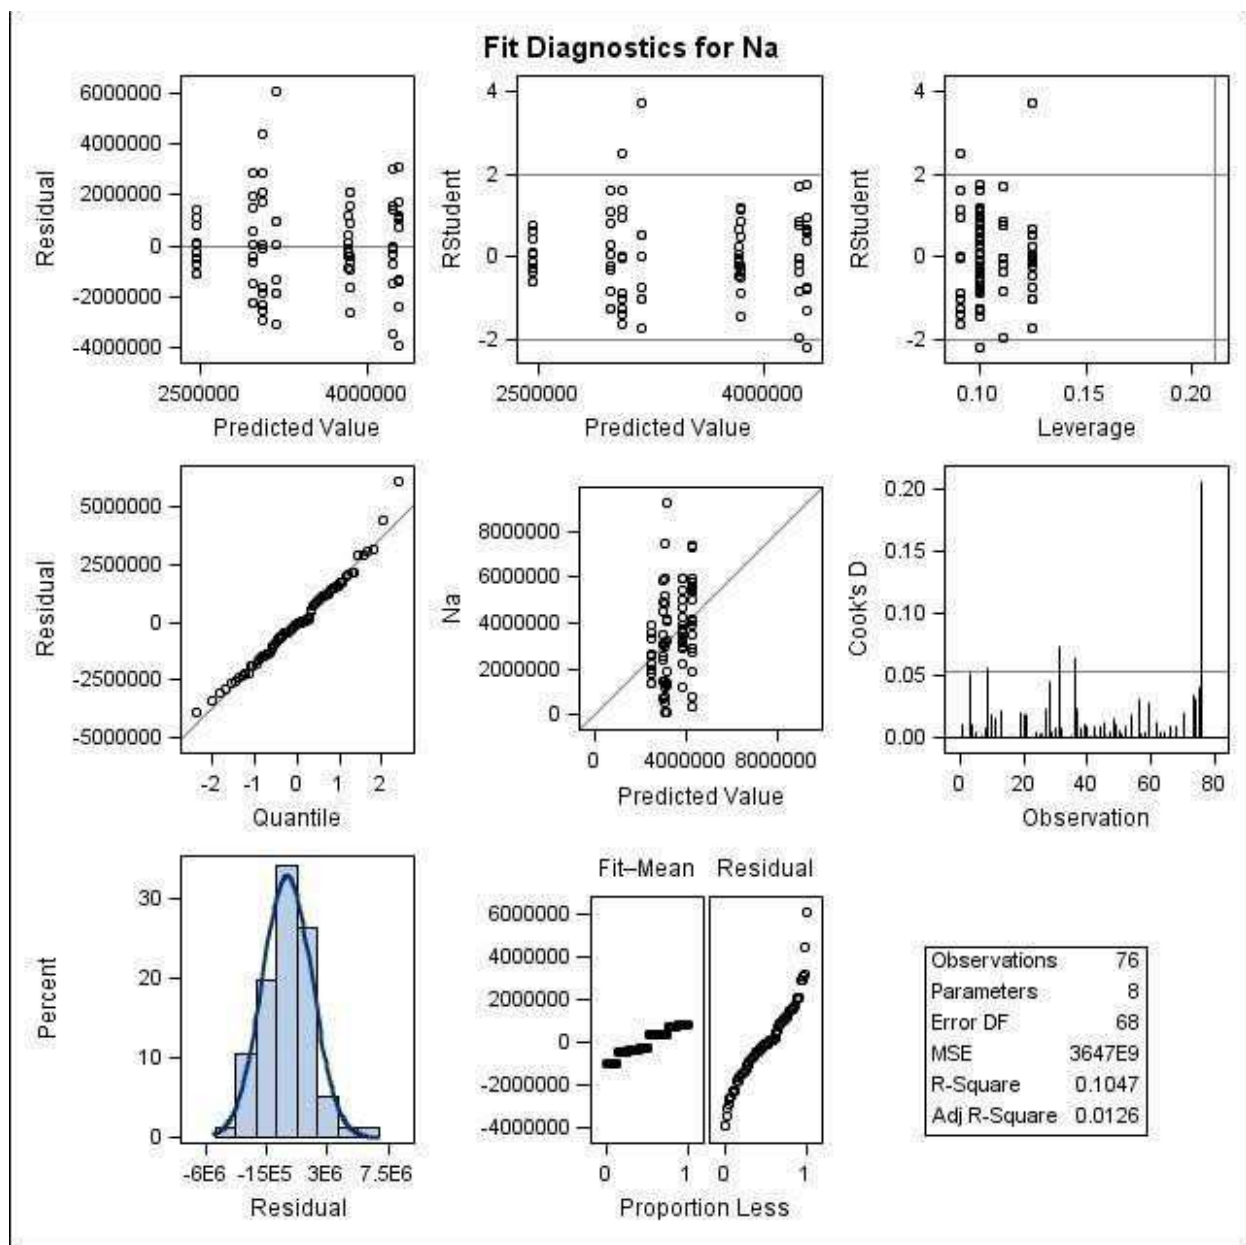 Fit Diagnostics for Na
6000000
4000000
2000000
0
-2000000
-4000000
Residual
2500000 4000000
Predicted Value
4
2
0
-2
RStudent
2500000 4000000
Predicted Value
4
2
0
-2
RStudent
0.10 0.15 0.20
Leverage
5000000
2500000
0
-2500000
-5000000
Residual
-2 -1 0 1 2
Quantile
8000000
6000000
4000000
2000000
0
Na
0 4000000 8000000
Predicted Value
0.20
0.15
0.10
0.05
0.00
Cook's D
0 20 40 60 80
Observation
30
20
10
0
Percent
-6E6 -15E5 3E6 7.5E6
Residual
Fit–Mean Residual
6000000
4000000
2000000
0
-2000000
-4000000
0 1 0 1
Proportion Less
Observations 76
Parameters 8
Error DF 68
MSE 3647E9
R-Square 0.1047
Adj R-Square 0.0126